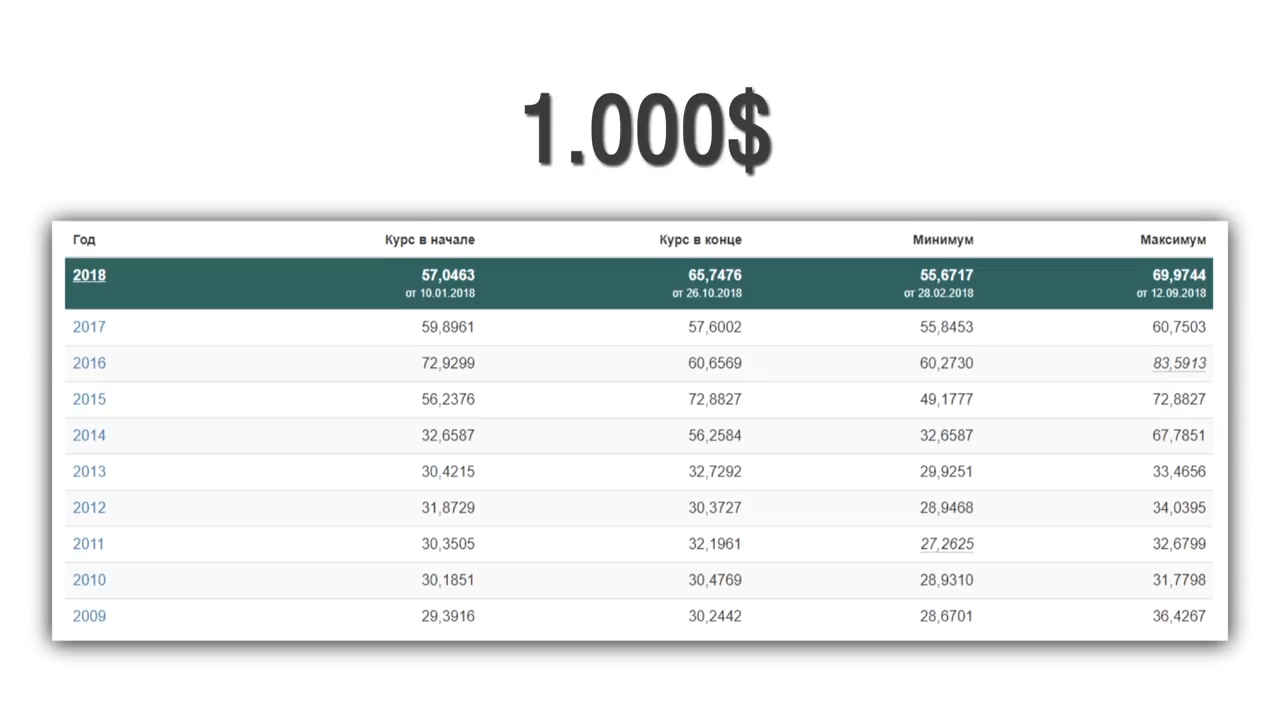 1.000$
Год Курс в начале Курс в конце Минимум Максимум
2018 57,0463 65,7476 55,6717 69,9744
от 10.01.2018 от 26.10.2018 от 28.02.2018 от 12.09.2018
2017 59,8961 57,6002 55,8453 60,7503
2016 72,9299 60,6569 60,2730 83,5913
2015 56,2376 72,8827 49,1777 72,8827
2014 32,6587 56,2584 32,6587 67,7851
2013 30,4215 32,7292 29,9251 33,4656
2012 31,8729 30,3727 28,9468 34,0395
2011 30,3505 32,1961 27,2625 32,6799
2010 30,1851 30,4769 28,9310 31,7798
2009 29,3916 30,2442 28,6701 36,4267